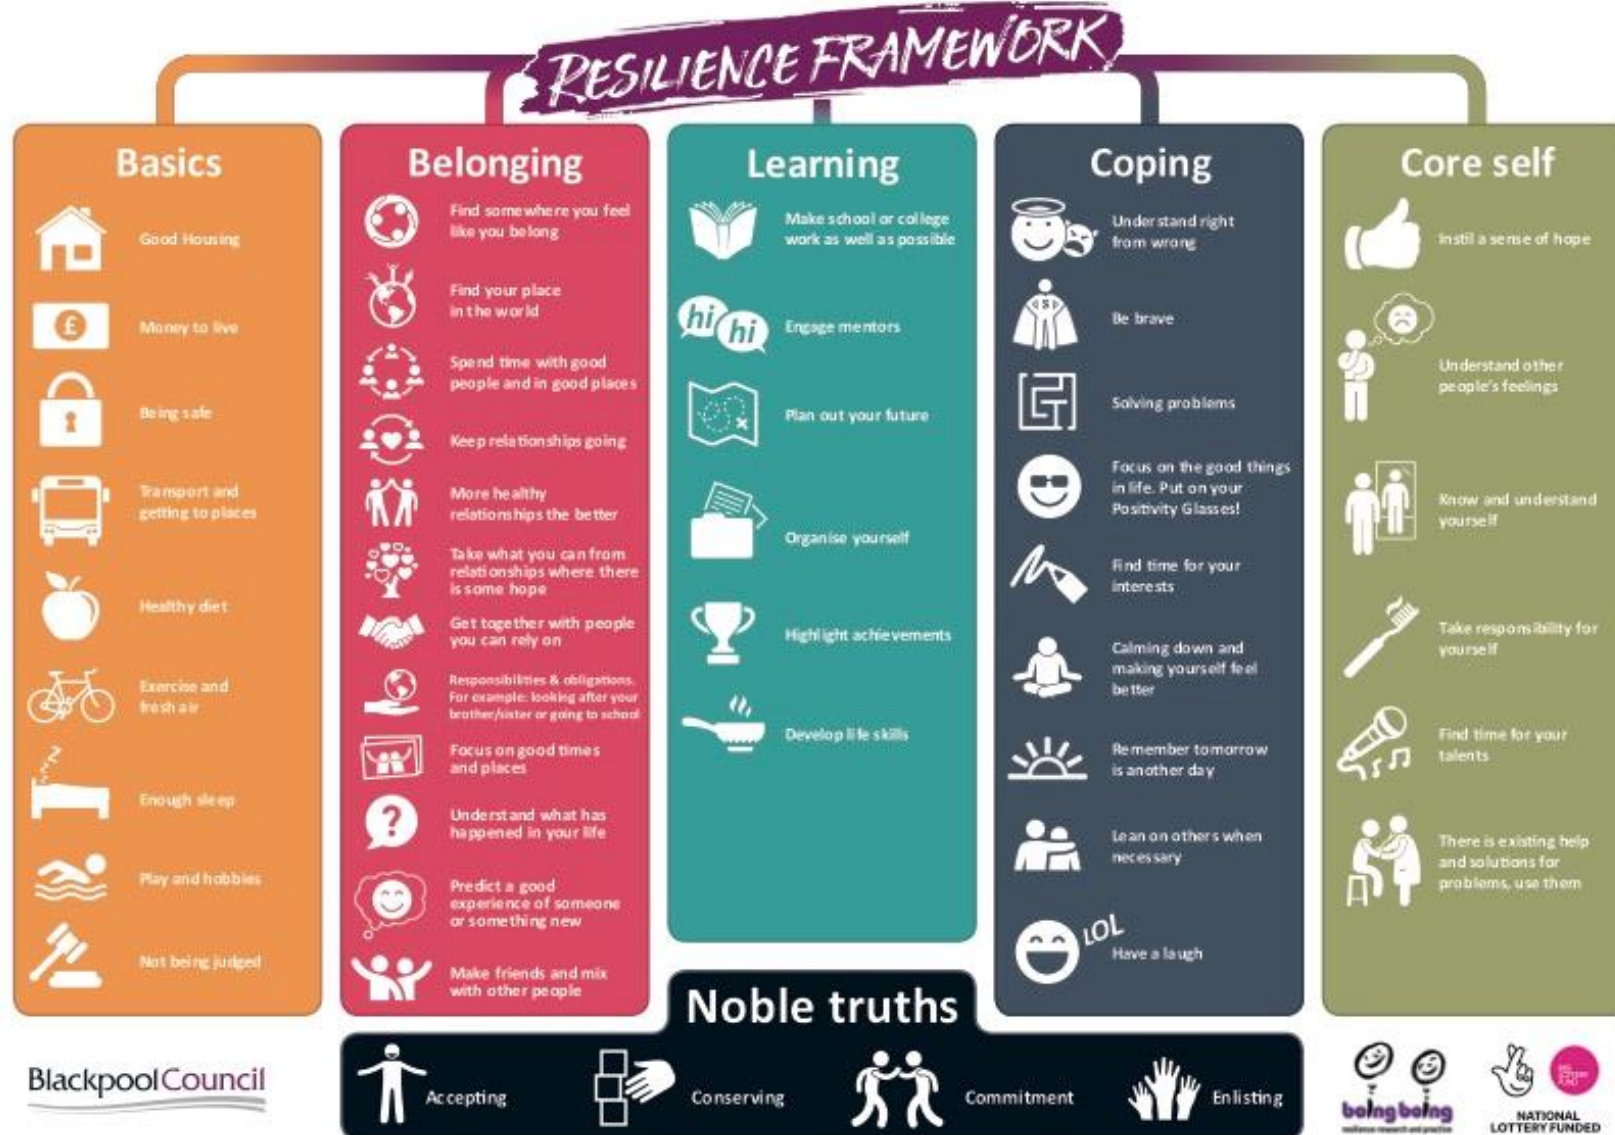 RESILIENCE FRAMEWORK
Basics
Good Housing
£
Money to live
Being safe
Transport and
getting to places
Healthy diet
Exercise and
fresh air
z
z
z
Enough sleep
Play and hobbies
Not being judged
Belonging
Find somewhere you feel
like you belong
Find your place
in the world
Spend time with good
people and in good places
Keep relationships going
More healthy
relationships the better
Take what you can from
relationships where there
is some hope
Get together with people
you can rely on
Responsibilities & obligations.
For example: looking after your
brother/sister or going to school
Focus on good times
and places
?
Understand what has
happened in your life
Predict a good
experience of someone
or something new
Make friends and mix
with other people
Learning
Make school or college
work as well as possible
hi hi
Engage mentors
x
Plan out your future
Organise yourself
Highlight achievements
Develop life skills
Coping
Understand right
from wrong
Be brave
Solving problems
Focus on the good things
in life. Put on your
Positivity Glasses!
Find time for your
interests
Calming down and
making yourself feel
better
Remember tomorrow
is another day
Lean on others when
necessary
LOL
Have a laugh
Core self
Instil a sense of hope
Understand other
people's feelings
Know and understand
yourself
Take responsibility for
yourself
Find time for your
talents
There is existing help
and solutions for
problems, use them
Noble truths
Accepting
Conserving
Commitment
Enlisting
BlackpoolCouncil
boingboing
resilience research and practice
BIG
LOTTERY
FUND
NATIONAL
LOTTERY FUNDED